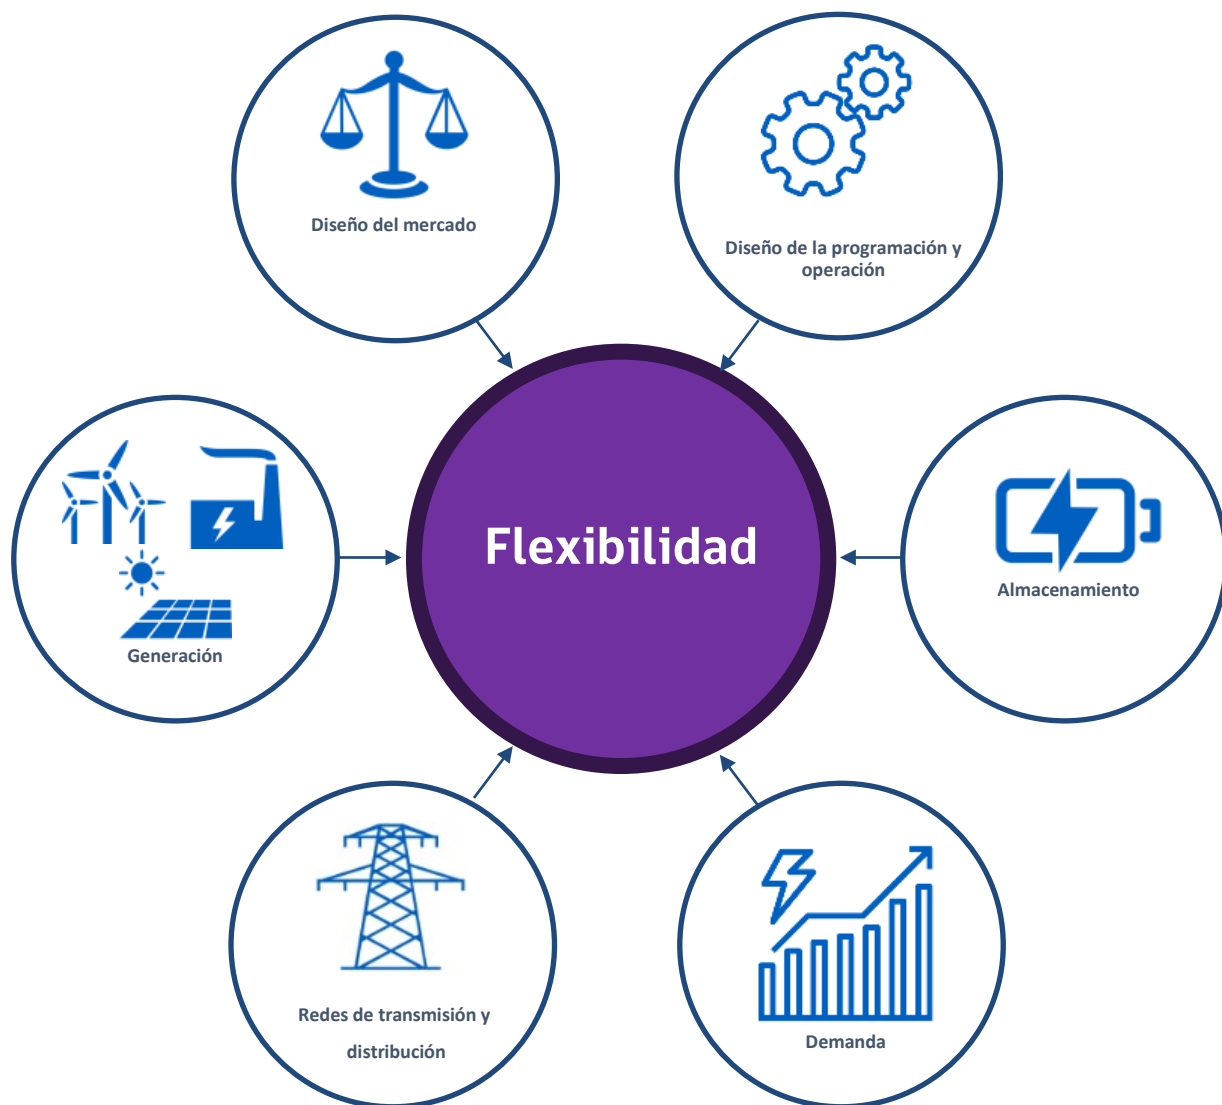 Diseño del mercado
Diseño de la programación y
operación
Generación
Flexibilidad
Almacenamiento
Redes de transmisión y
distribución
Demanda